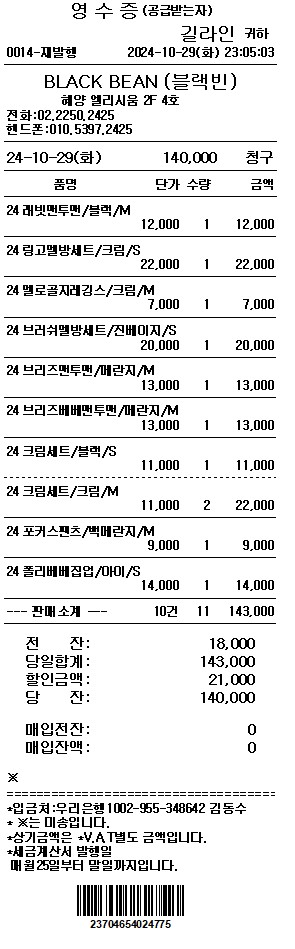 영 수 증 (공급받는자)
길라인 귀하
0014-재발행 2024-10-29(화) 23:05:03
BLACK BEAN (블랙빈)
혜양 엘리시움 2F 4호
전화:02.2250.2425
핸드폰:010.5397.2425
24-10-29(화) 140,000 청구
품명 단가 수량 금액
24 래빗맨투맨/블럭/M
12,000 1 12,000
24 링고멜방세트/크림/S
22,000 1 22,000
24 멜로골지레깅스/크림/M
7,000 1 7,000
24 브러쉬멜방세트/진베이지/S
20,000 1 20,000
24 브리즈맨투맨/메란지/M
13,000 1 13,000
24 브리즈베베맨투맨/메란지/M
13,000 1 13,000
24 크림세트/블럭/S
11,000 1 11,000
24 크림세트/크림/M
11,000 2 22,000
24 포커스팬츠/백메란지/M
9,000 1 9,000
24 폴리베베집업/아이/S
14,000 1 14,000
--- 판매소계 --- 10건 11 143,000
전 잔: 18,000
당일합계: 143,000
할인금액: 21,000
당 잔: 140,000
매입전잔: 0
매입잔액: 0
※
=====================================
*입금처:우리은행1002-955-348642 김동수
* ※는 미송입니다.
*상기금액은 *V.A.T별도 금액입니다.
*세금계산서 발행일
매월25일부터 말일까지입니다.
23704654024775